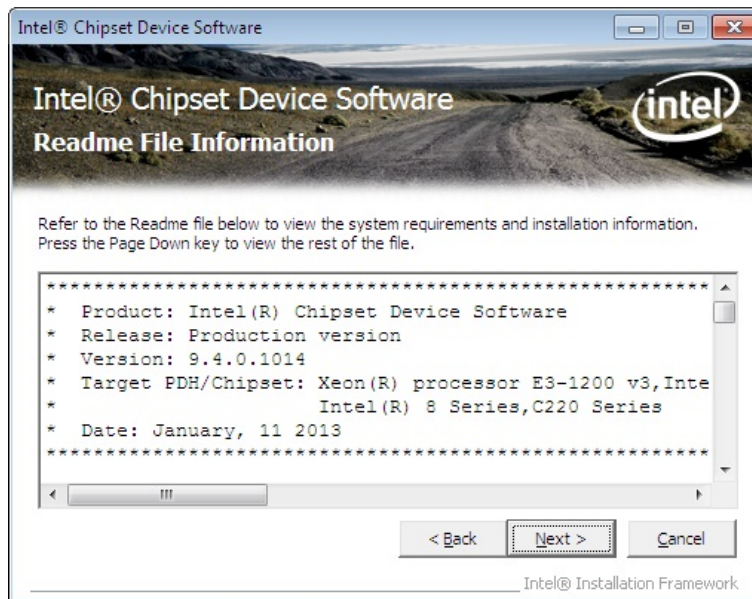 Intel® Chipset Device Software
Intel® Chipset Device Software
intel
Readme File Information
Refer to the Readme file below to view the system requirements and installation information.
Press the Page Down key to view the rest of the file.
************************************************************
*  Product: Intel(R) Chipset Device Software
*  Release: Production version
*  Version: 9.4.0.1014
*  Target PDH/Chipset: Xeon(R) processor E3-1200 v3,Inte
*                      Intel(R) 8 Series,C220 Series
*  Date: January, 11 2013
************************************************************
< Back
Next >
Cancel
Intel® Installation Framework